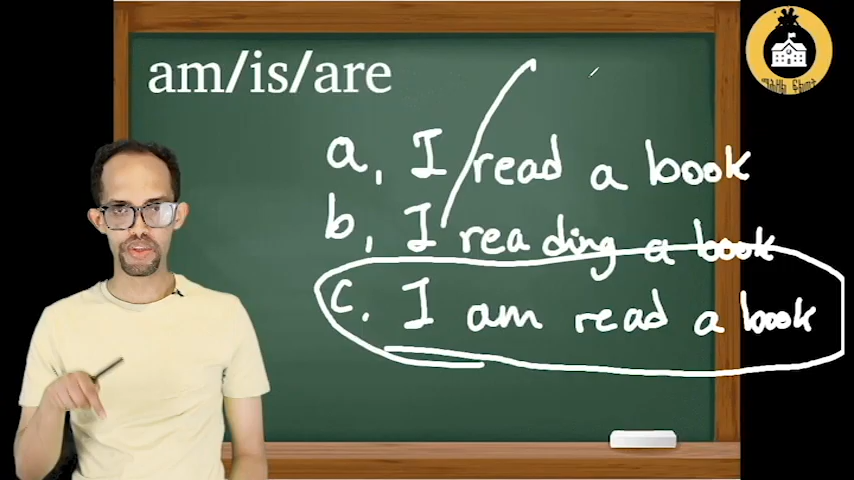 am/is/are
a, I read a book
b, I reading a book
c. I am read a book